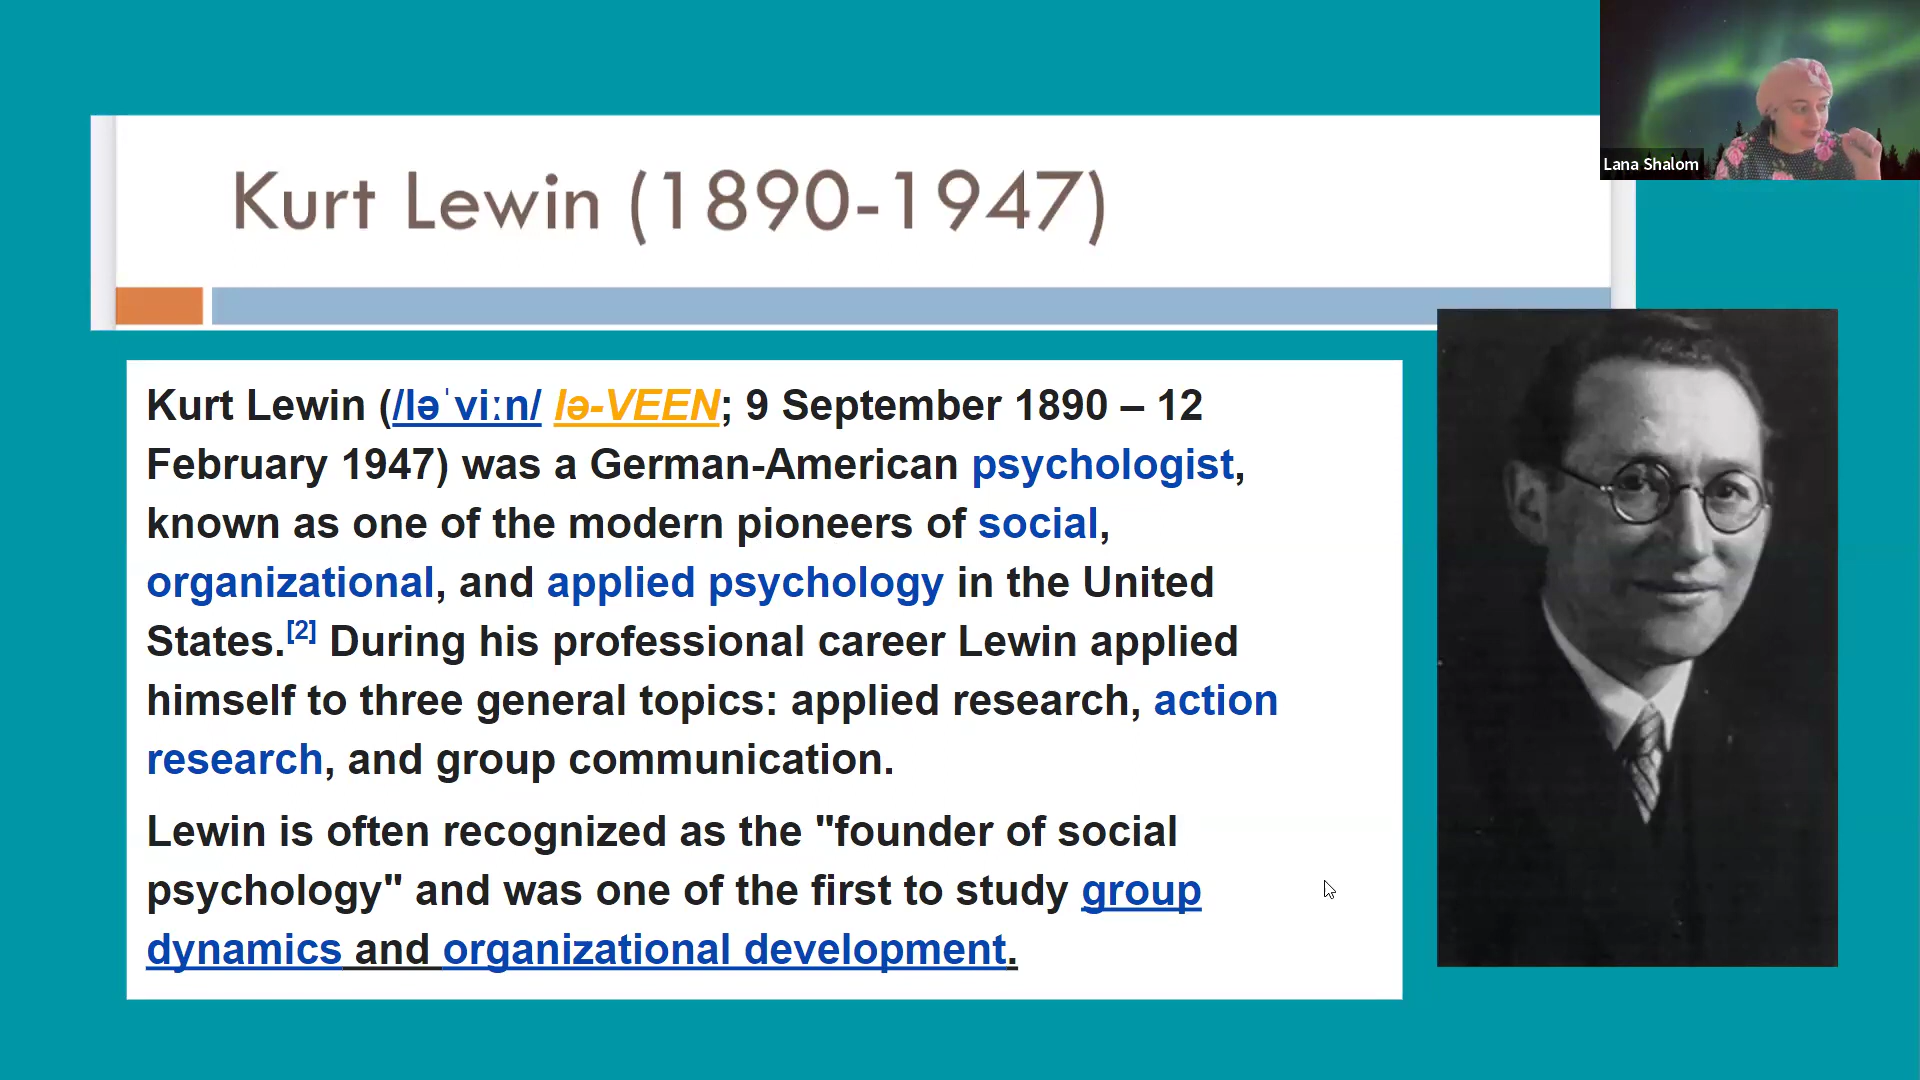 Lana Shalom
Kurt Lewin (1890-1947)
Kurt Lewin (/ləˈviːn/ lə-VEEN; 9 September 1890 – 12
February 1947) was a German-American psychologist,
known as one of the modern pioneers of social,
organizational, and applied psychology in the United
States.[2] During his professional career Lewin applied
himself to three general topics: applied research, action
research, and group communication.
Lewin is often recognized as the "founder of social
psychology" and was one of the first to study group
dynamics and organizational development.